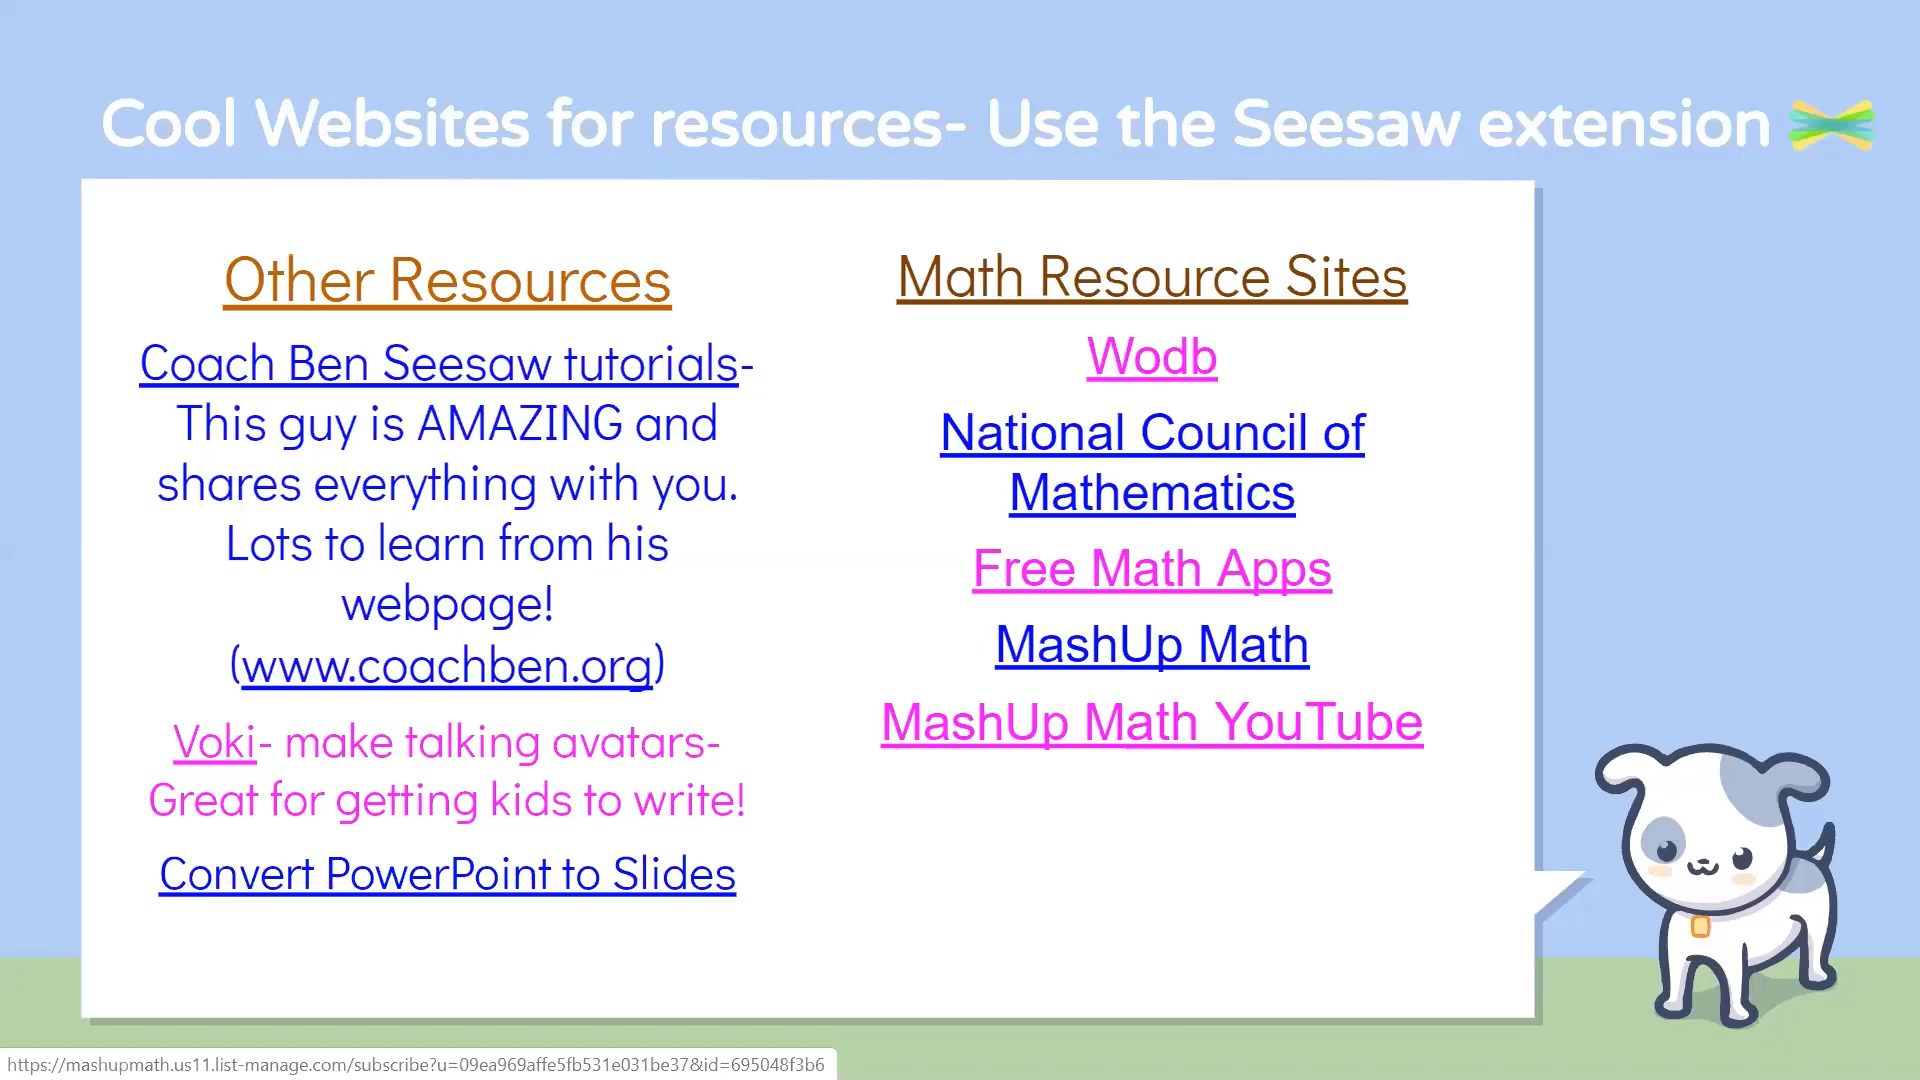 Cool Websites for resources- Use the Seesaw extension
Other Resources
Coach Ben Seesaw tutorials-
This guy is AMAZING and
shares everything with you.
Lots to learn from his
webpage!
(www.coachben.org)
Voki- make talking avatars-
Great for getting kids to write!
Convert PowerPoint to Slides
Math Resource Sites
Wodb
National Council of
Mathematics
Free Math Apps
MashUp Math
MashUp Math YouTube
https://mashupmath.us11.list-manage.com/subscribe?u=09ea969affe5fb531e031be37&id=695048f3b6